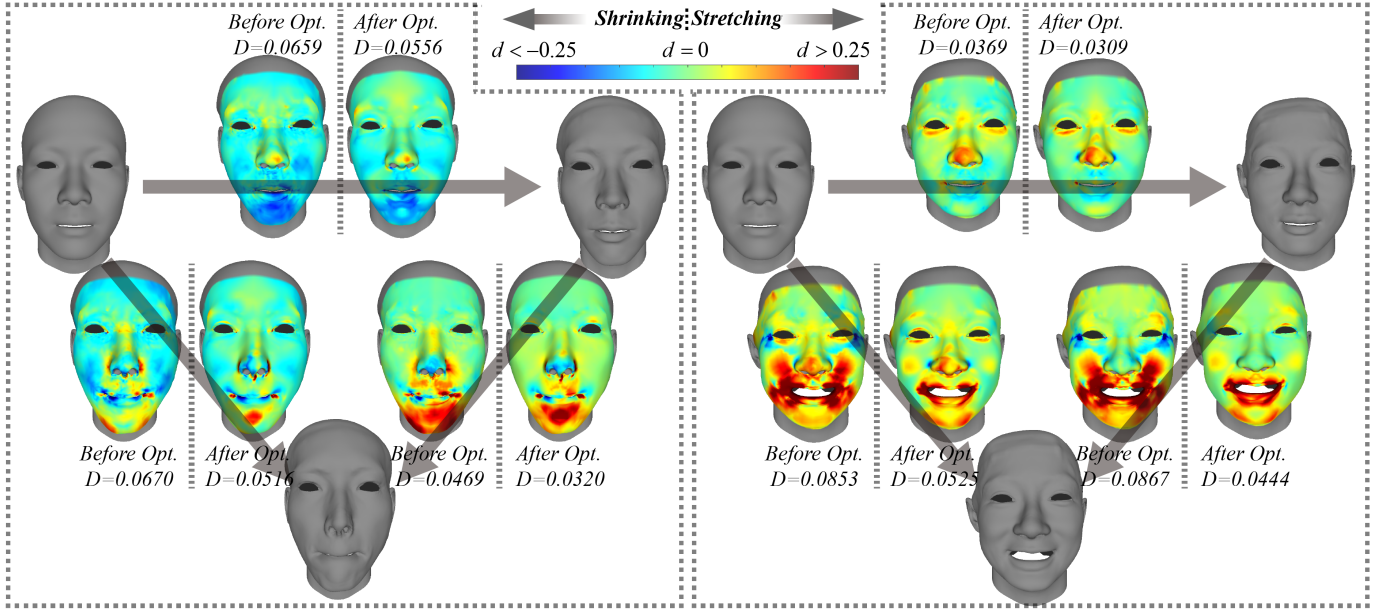 Before Opt.
D=0.0659
After Opt.
D=0.0556
Shrinking Stretching
d < −0.25
d = 0
d > 0.25
Before Opt.
D=0.0369
After Opt.
D=0.0309
Before Opt.
D=0.0670
After Opt.
D=0.0516
Before Opt.
D=0.0469
After Opt.
D=0.0320
Before Opt.
D=0.0853
After Opt.
D=0.0525
Before Opt.
D=0.0867
After Opt.
D=0.0444